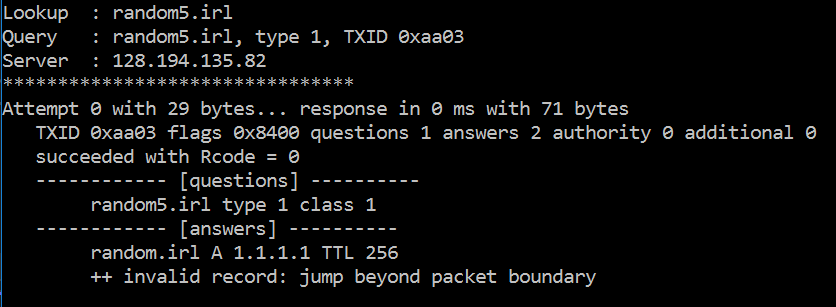 Lookup  : random5.irl
Query   : random5.irl, type 1, TXID 0xaa03
Server  : 128.194.135.82
********************************
Attempt 0 with 29 bytes... response in 0 ms with 71 bytes
   TXID 0xaa03 flags 0x8400 questions 1 answers 2 authority 0 additional 0
   succeeded with Rcode = 0
   ------------ [questions] ----------
        random5.irl type 1 class 1
   ------------ [answers] ----------
        random.irl A 1.1.1.1 TTL 256
        ++ invalid record: jump beyond packet boundary